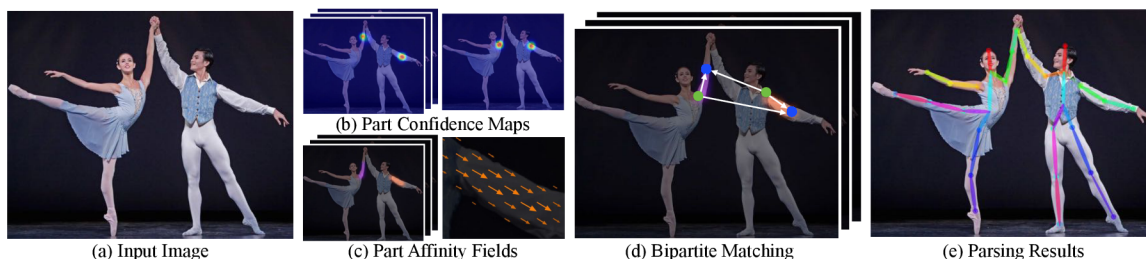 (a) Input Image
(b) Part Confidence Maps
(c) Part Affinity Fields
(d) Bipartite Matching
(e) Parsing Results